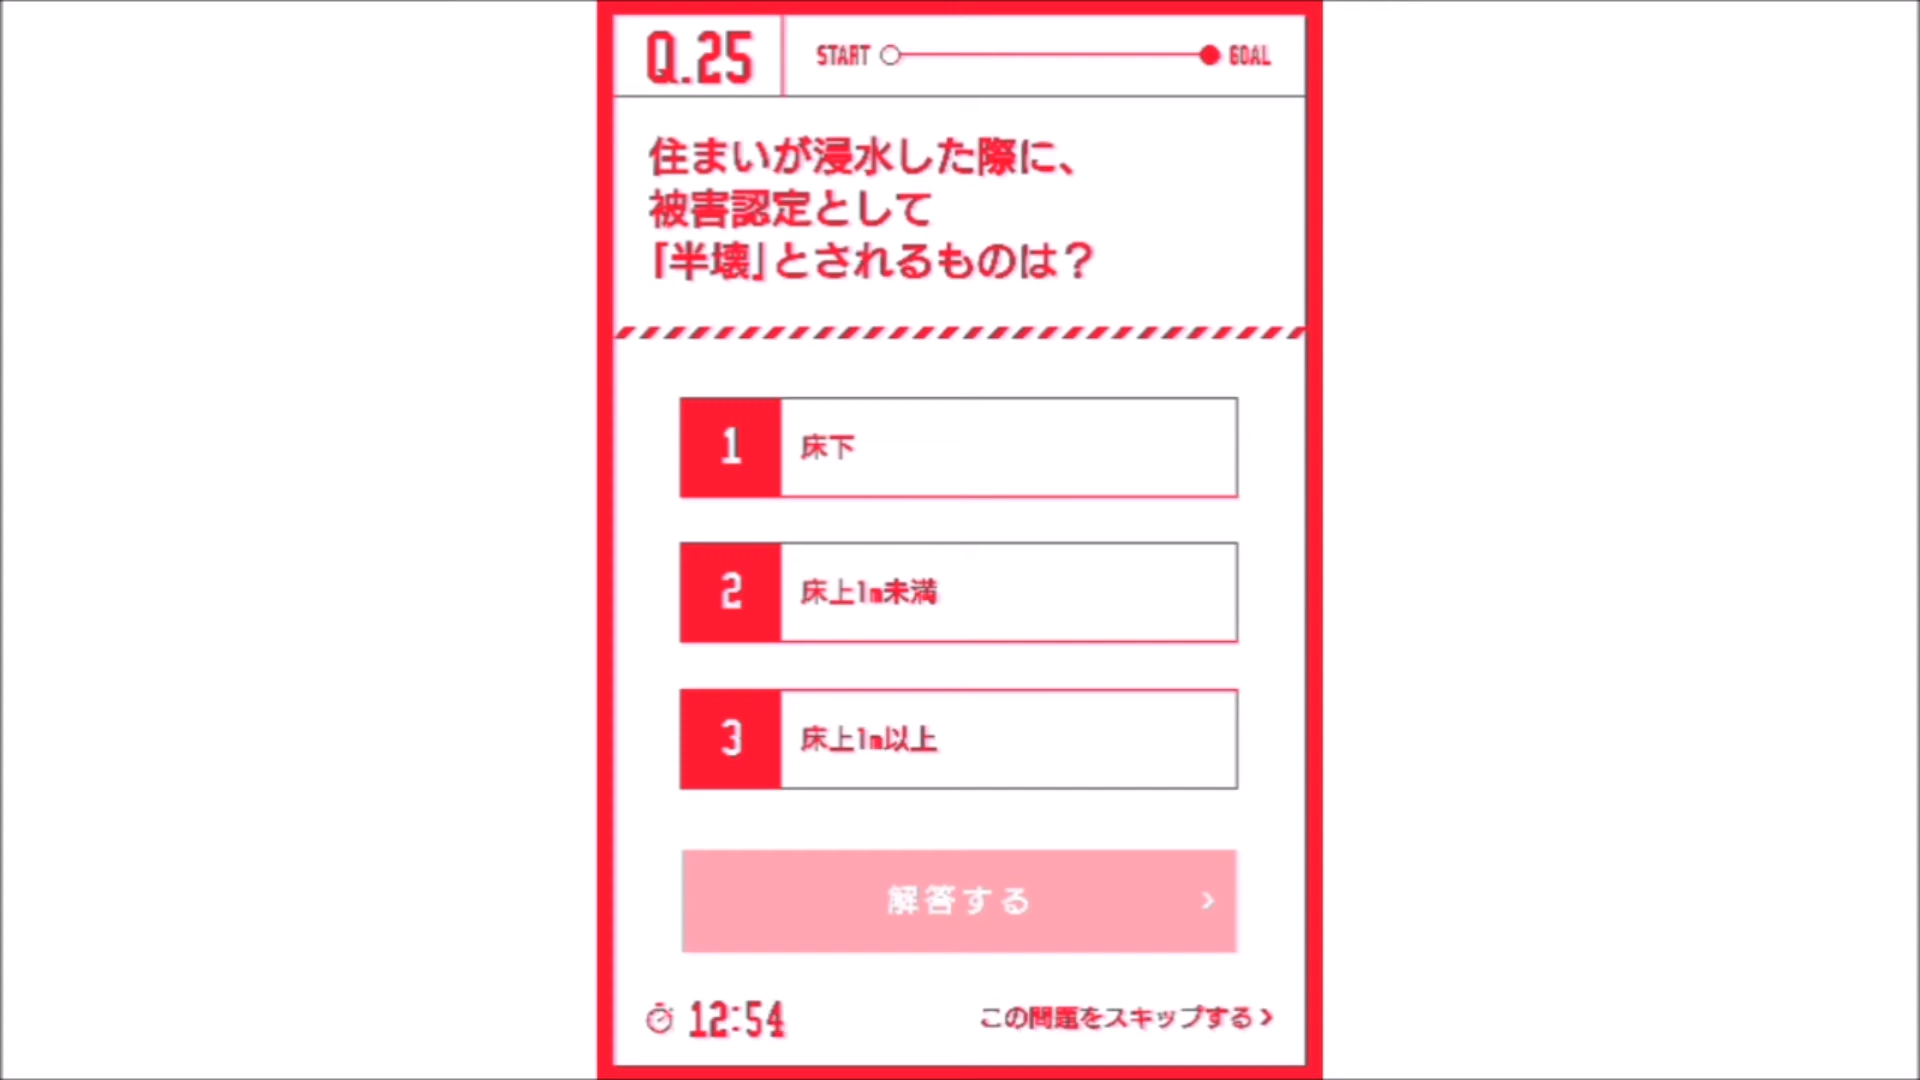 Q.25
START
GOAL
住まいが浸水した際に、
被害認定として
「半壊」とされるものは？
1 床下
2 床上1m未満
3 床上1m以上
解答する
12:54
この問題をスキップする